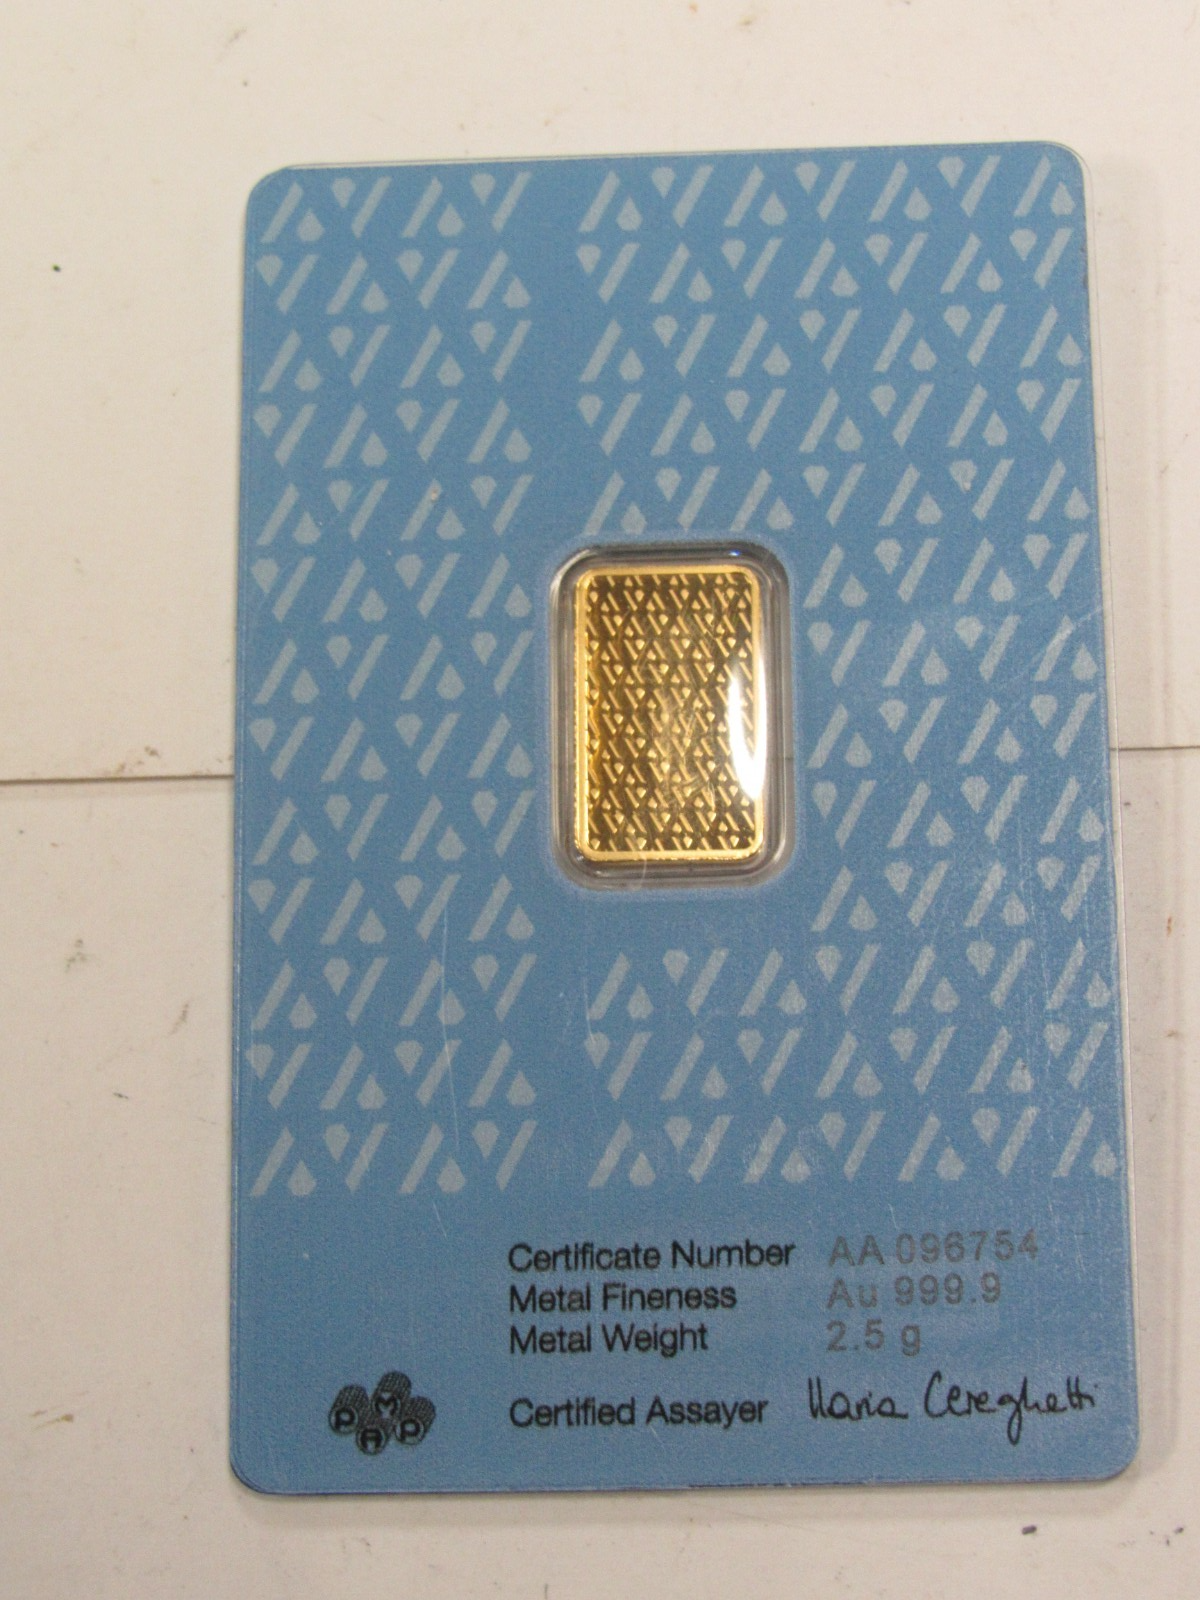 Certificate Number AA 096754
Metal Fineness Au 999.9
Metal Weight 2.5 g
Certified Assayer Ilaria Cereghetti
PAMP